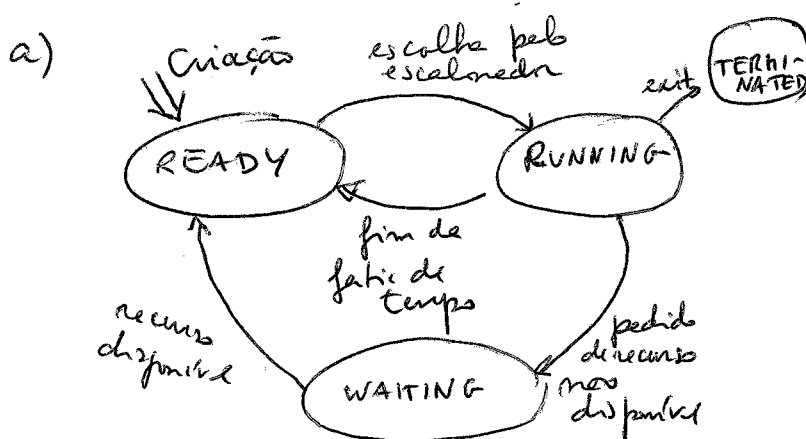 a)
Criação
escolha pelo
escalonador
exit
TERMI-
NATED
READY
RUNNING
fim de
fatia de
tempo
recurso
disponível
pedido
de recurso
não
disponível
WAITING